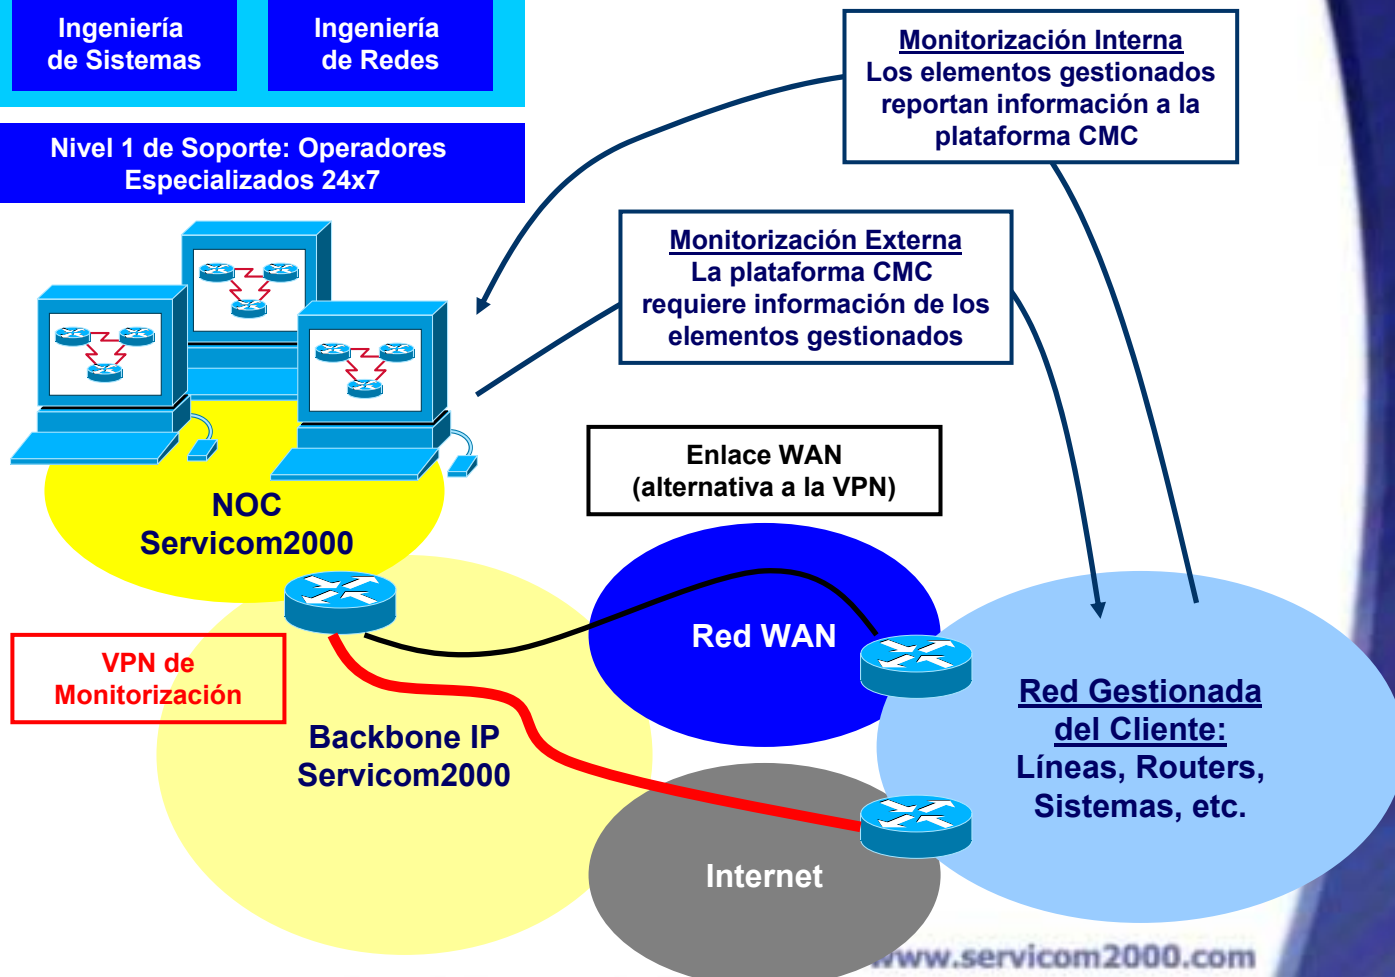 Ingeniería
de Sistemas
Ingeniería
de Redes
Nivel 1 de Soporte: Operadores
Especializados 24x7
Monitorización Interna
Los elementos gestionados
reportan información a la
plataforma CMC
Monitorización Externa
La plataforma CMC
requiere información de los
elementos gestionados
Enlace WAN
(alternativa a la VPN)
NOC
Servicom2000
VPN de
Monitorización
Red WAN
Backbone IP
Servicom2000
Red Gestionada
del Cliente:
Líneas, Routers,
Sistemas, etc.
Internet
www.servicom2000.com